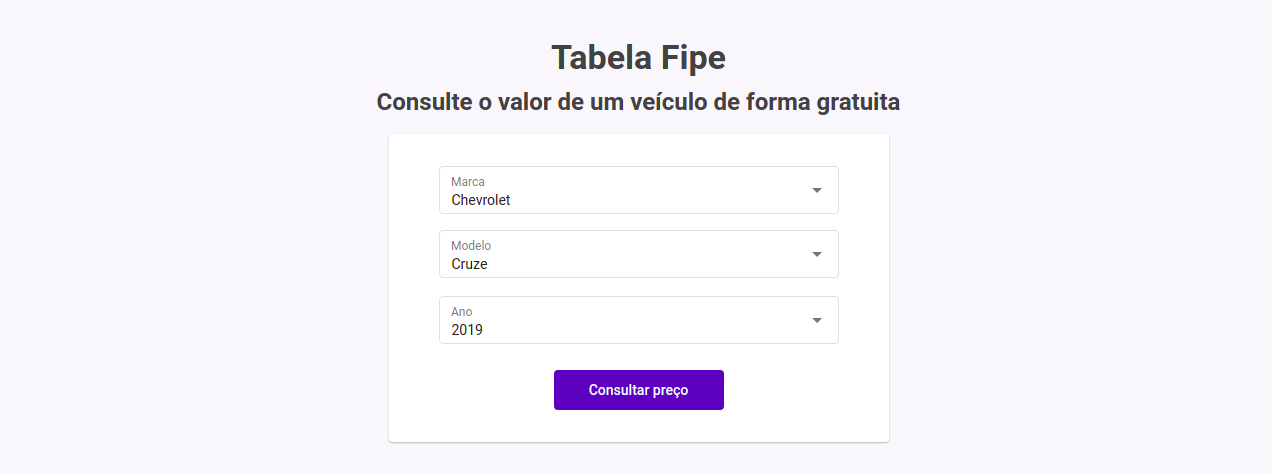 Tabela Fipe
Consulte o valor de um veículo de forma gratuita
Marca
Chevrolet
Modelo
Cruze
Ano
2019
Consultar preço